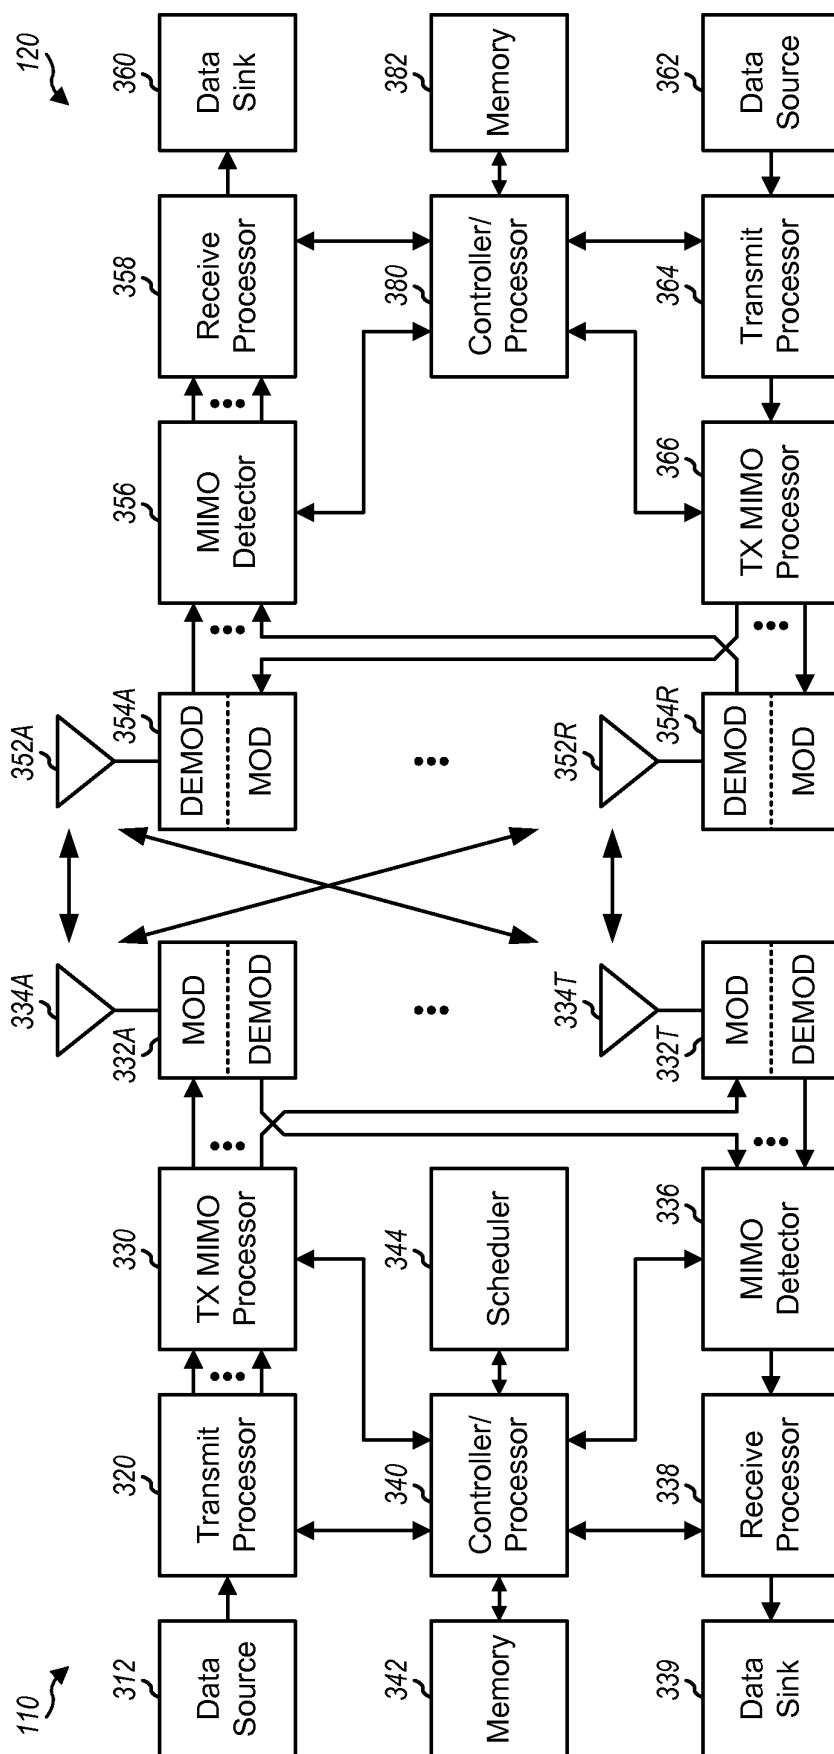 110
120
312
Data
Source
320
Transmit
Processor
330
TX MIMO
Processor
332A
MOD
DEMOD
334A
352A
354A
DEMOD
MOD
356
MIMO
Detector
358
Receive
Processor
360
Data
Sink
342
Memory
340
Controller/
Processor
344
Scheduler
380
Controller/
Processor
382
Memory
339
Data
Sink
338
Receive
Processor
336
MIMO
Detector
332T
MOD
DEMOD
334T
352R
354R
DEMOD
MOD
366
TX MIMO
Processor
364
Transmit
Processor
362
Data
Source